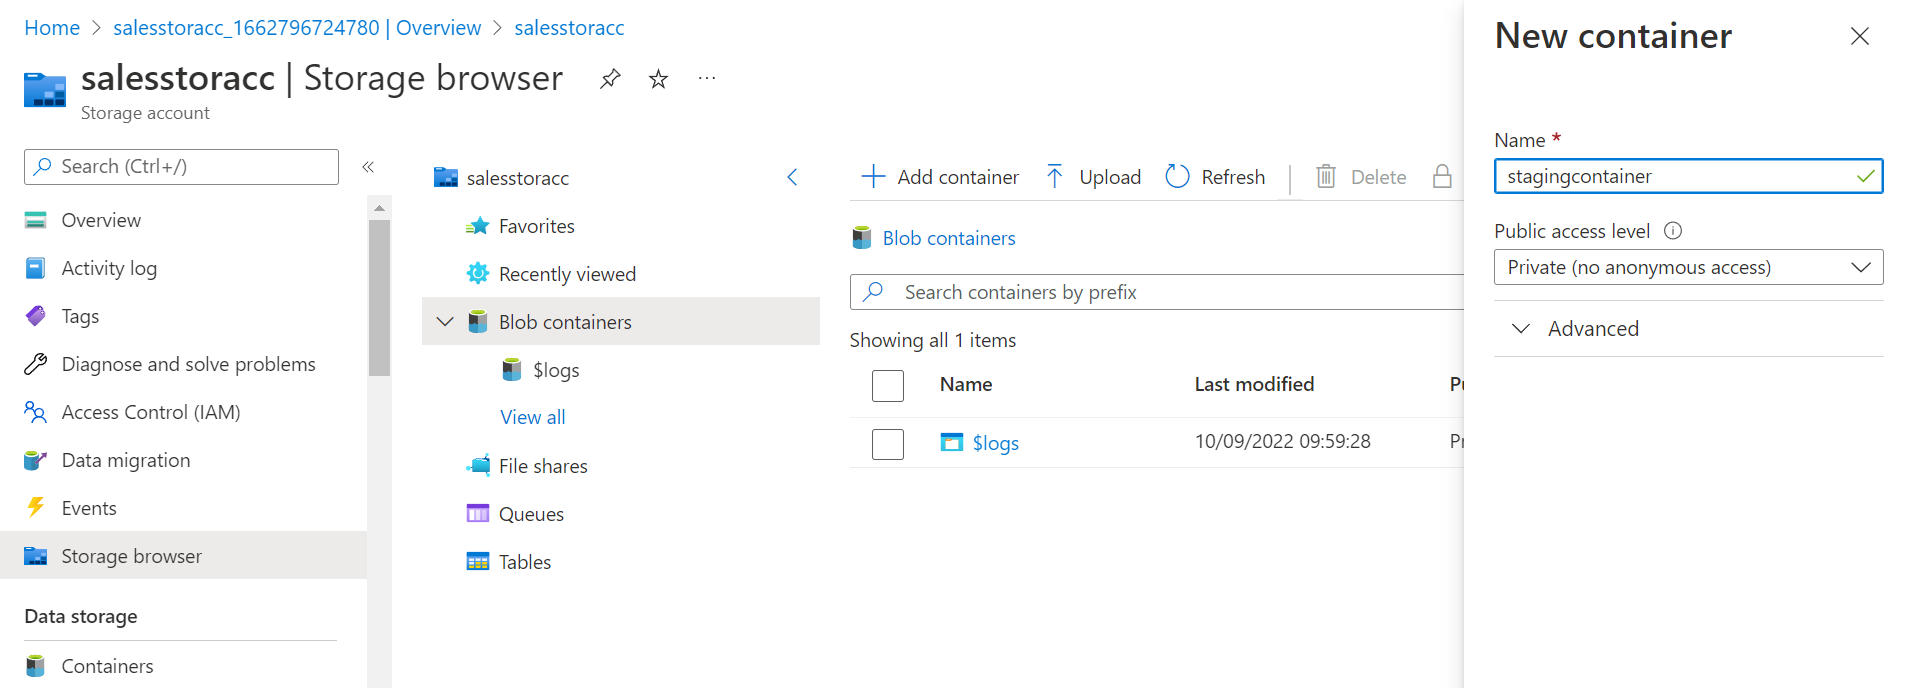 Home > salesstoracc_1662796724780 | Overview > salesstoracc
salesstoracc | Storage browser
Storage account
Search (Ctrl+/)
Overview
Activity log
Tags
Diagnose and solve problems
Access Control (IAM)
Data migration
Events
Storage browser
Data storage
Containers
salesstoracc
Favorites
Recently viewed
Blob containers
$logs
View all
File shares
Queues
Tables
Add container Upload Refresh Delete
Blob containers
Search containers by prefix
Showing all 1 items
Name Last modified
$logs 10/09/2022 09:59:28
New container
Name *
stagingcontainer
Public access level
Private (no anonymous access)
Advanced